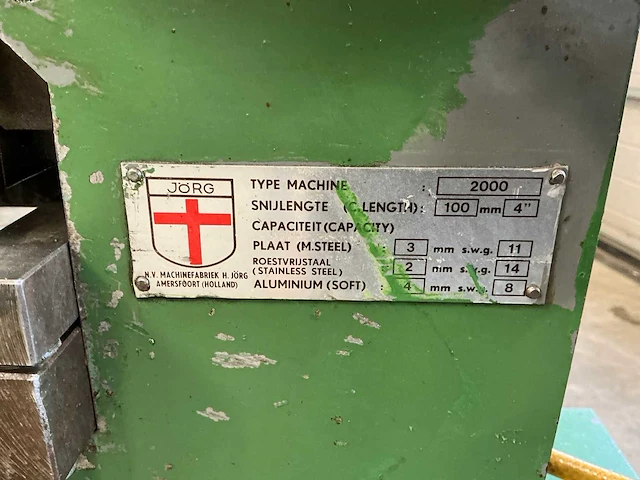 JÖRG
N.V. MACHINEFABRIEK H. JÖRG
AMERSFOORT (HOLLAND)
TYPE MACHINE : 2000
SNIJLENGTE (C.LENGTH): 100 mm 4"
CAPACITEIT (CAPACITY)
PLAAT (M.STEEL) : 3 mm s.w.g. 11
ROESTVRIJSTAAL
(STAINLESS STEEL) : 2 mm s.w.g. 14
ALUMINIUM (SOFT) : 4 mm s.w.g. 8